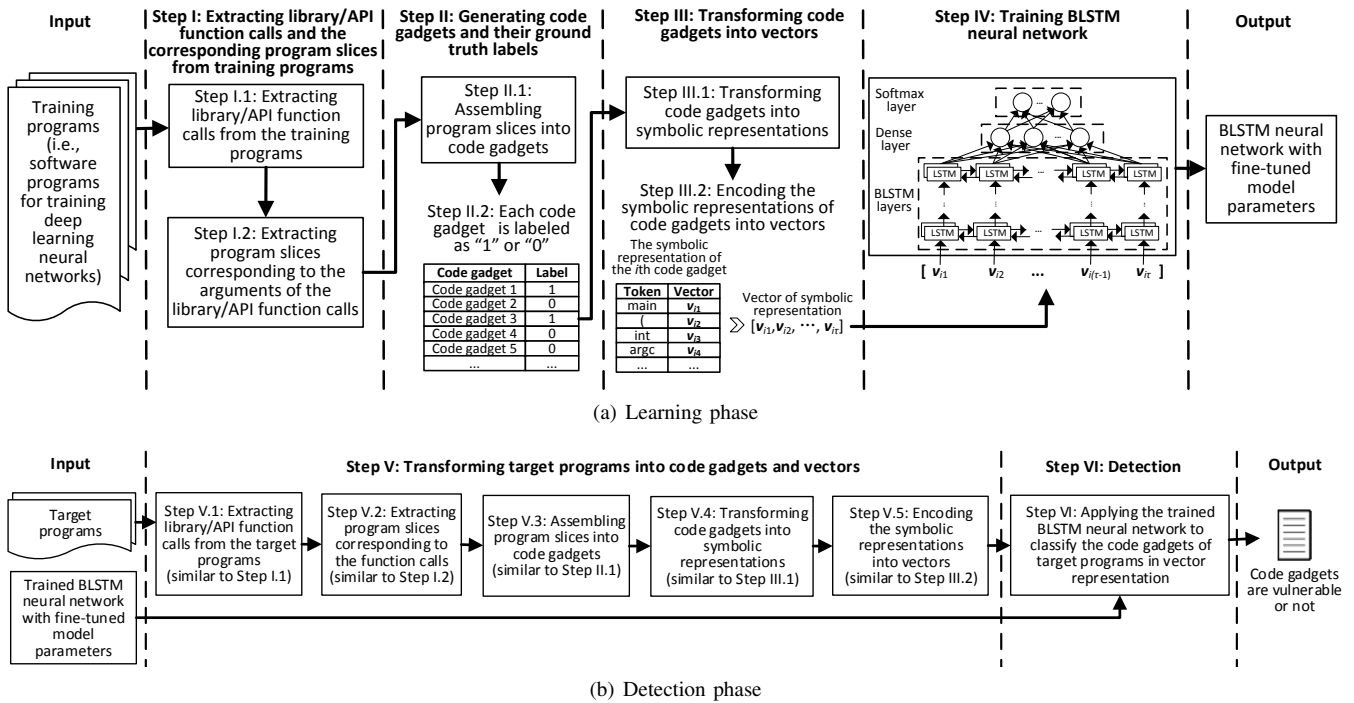 Input
Step I: Extracting library/API
function calls and the
corresponding program slices
from training programs
Step II: Generating code
gadgets and their ground
truth labels
Step III: Transforming code
gadgets into vectors
Step IV: Training BLSTM
neural network
Output
Training
programs
(i.e.,
software
programs
for training
deep
learning
neural
networks)
Step I.1: Extracting
library/API function
calls from the training
programs
Step I.2: Extracting
program slices
corresponding to the
arguments of the
library/API function calls
Step II.1:
Assembling
program slices into
code gadgets
Step II.2: Each code
gadget is labeled
as “1” or “0”
Code gadget Label
Code gadget 1 1
Code gadget 2 0
Code gadget 3 1
Code gadget 4 0
Code gadget 5 0
... ...
Step III.1: Transforming
code gadgets into
symbolic representations
Step III.2: Encoding the
symbolic representations of
code gadgets into vectors
The symbolic
representation of
the ith code gadget
Token Vector
main vi1
( vi2
int vi3
argc vi4
... ...
Vector of symbolic
representation
[vi1,vi2, ···, viτ]
Softmax
layer
...
Dense
layer
...
BLSTM
layers
LSTM LSTM ... LSTM LSTM
... ... ... ...
LSTM LSTM ... LSTM LSTM
[ vi1 vi2 ... vi(τ-1) viτ ]
BLSTM neural
network with
fine-tuned
model
parameters
(a) Learning phase
Input
Step V: Transforming target programs into code gadgets and vectors
Step VI: Detection
Output
Target
programs
Trained BLSTM
neural network
with fine-tuned
model
parameters
Step V.1: Extracting
library/API function
calls from the target
programs
(similar to Step I.1)
Step V.2: Extracting
program slices
corresponding to
the function calls
(similar to Step I.2)
Step V.3: Assembling
program slices into
code gadgets
(similar to Step II.1)
Step V.4: Transforming
code gadgets into
symbolic
representations
(similar to Step III.1)
Step V.5: Encoding
the symbolic
representations
into vectors
(similar to Step III.2)
Step VI: Applying the trained
BLSTM neural network to
classify the code gadgets of
target programs in vector
representation
Code gadgets
are vulnerable
or not
(b) Detection phase